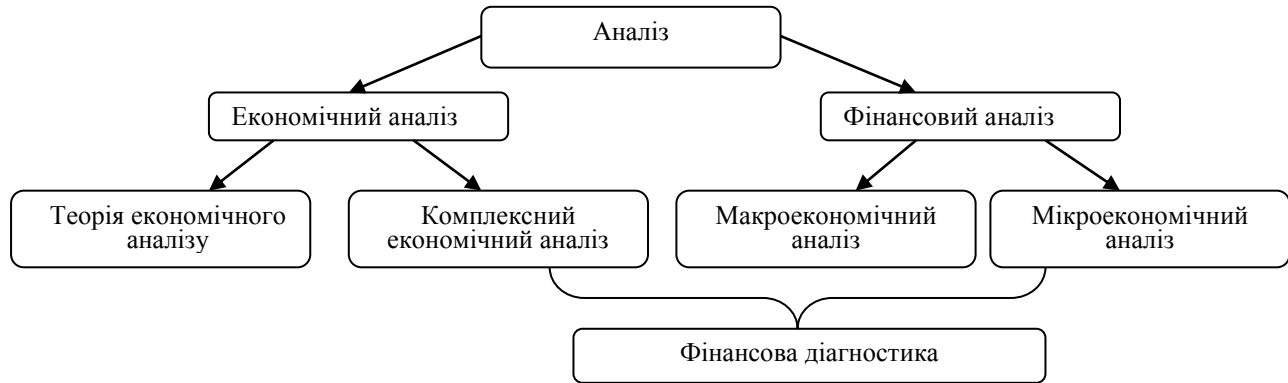 Аналіз
Економічний аналіз
Фінансовий аналіз
Теорія економічного
аналізу
Комплексний
економічний аналіз
Макроекономічний
аналіз
Мікроекономічний
аналіз
Фінансова діагностика